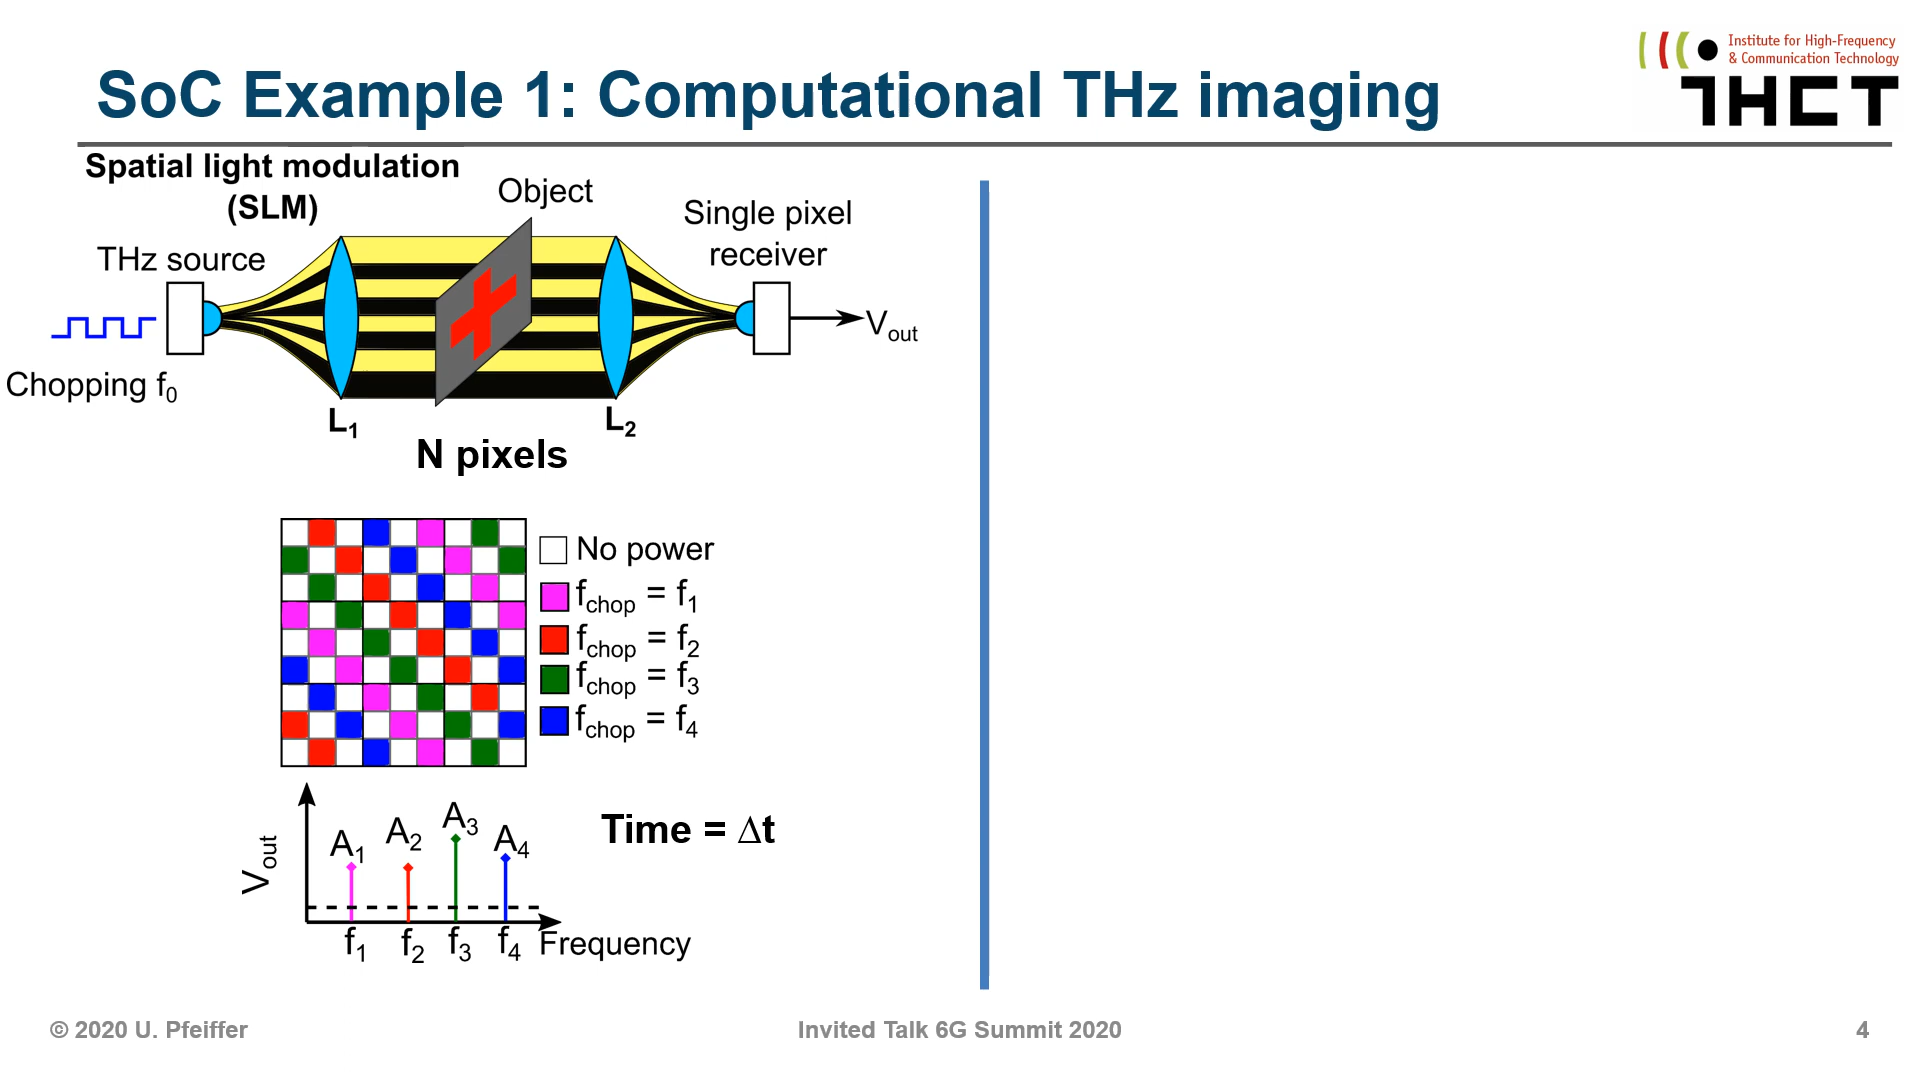 Institute for High-Frequency
& Communication Technology
IHCT
SoC Example 1: Computational THz imaging
Spatial light modulation
(SLM)
Object
Single pixel
receiver
THz source
Vout
Chopping f0
L1
L2
N pixels
No power
fchop = f1
fchop = f2
fchop = f3
fchop = f4
Vout
A1
A2
A3
A4
Time = Δt
f1
f2
f3
f4
Frequency
© 2020 U. Pfeiffer
Invited Talk 6G Summit 2020
4